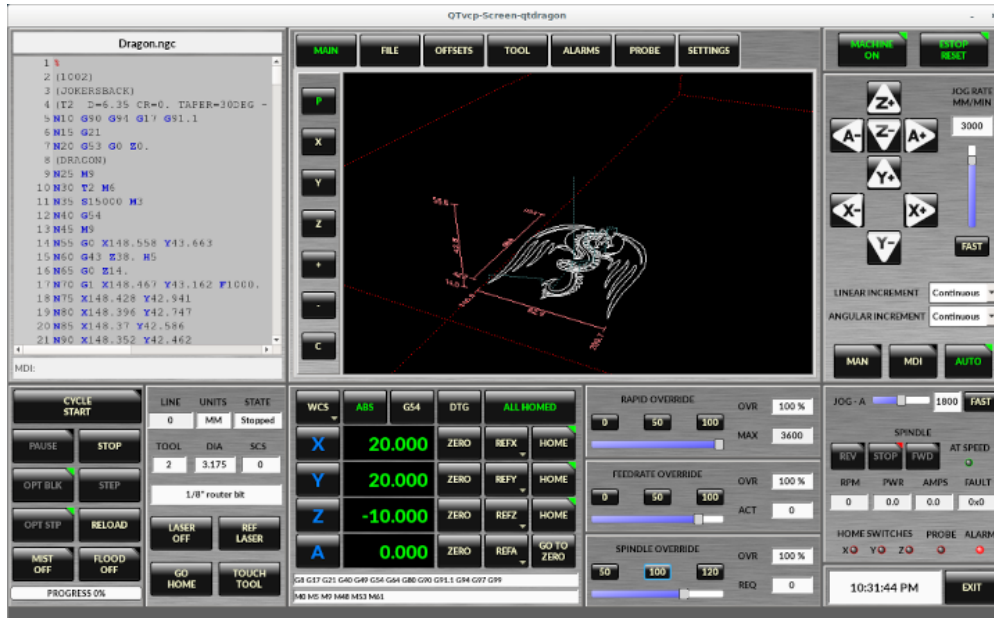 QTvcp-Screen-qtdragon
Dragon.ngc
1 %
2 (1002)
3 (JOKERSBACK)
4 (T2 D=6.35 CR=0. TAPER=30DEG -
5 N10 G90 G94 G17 G91.1
6 N15 G21
7 N20 G53 G0 Z0.
8 (DRAGON)
9 N25 M9
10 N30 T2 M6
11 N35 S15000 M3
12 N40 G54
13 N45 M9
14 N55 G0 X148.558 Y43.663
15 N60 G43 Z38. H5
16 N65 G0 Z14.
17 N70 G1 X148.467 Y43.162 F1000.
18 N75 X148.428 Y42.941
19 N80 X148.396 Y42.747
20 N85 X148.37 Y42.586
21 N90 X148.352 Y42.462
MDI:
MAIN FILE OFFSETS TOOL ALARMS PROBE SETTINGS
P
X
Y
Z
+
-
C
MACHINE ON
ESTOP RESET
JOG RATE
MM/MIN
3000
Z+
A- Z- A+
Y+
X- X+
Y-
FAST
LINEAR INCREMENT Continuous
ANGULAR INCREMENT Continuous
MAN MDI AUTO
CYCLE START
PAUSE STOP
OPT BLK STEP
OPT STP RELOAD
MIST OFF
FLOOD OFF
PROGRESS 0%
LINE UNITS STATE
0 MM Stopped
TOOL DIA SCS
2 3.175 0
1/8" router bit
LASER OFF
REF LASER
GO HOME
TOUCH TOOL
WCS ABS G54 DTG ALL HOMED
X 20.000 ZERO REFX HOME
Y 20.000 ZERO REFY HOME
Z -10.000 ZERO REFZ HOME
A 0.000 ZERO REFA GO TO ZERO
G8 G17 G21 G40 G49 G54 G64 G80 G90 G91.1 G94 G97 G99
M0 M5 M9 M48 M53 M61
RAPID OVERRIDE
0 50 100
OVR 100 %
MAX 3600
FEEDRATE OVERRIDE
0 50 100
OVR 100 %
ACT 0
SPINDLE OVERRIDE
50 100 120
OVR 100 %
REQ 0
JOG - A 1800 FAST
SPINDLE
REV STOP FWD AT SPEED
RPM PWR AMPS FAULT
0 0.0 0.0 0x0
HOME SWITCHES PROBE ALARM
X Y Z
10:31:44 PM EXIT